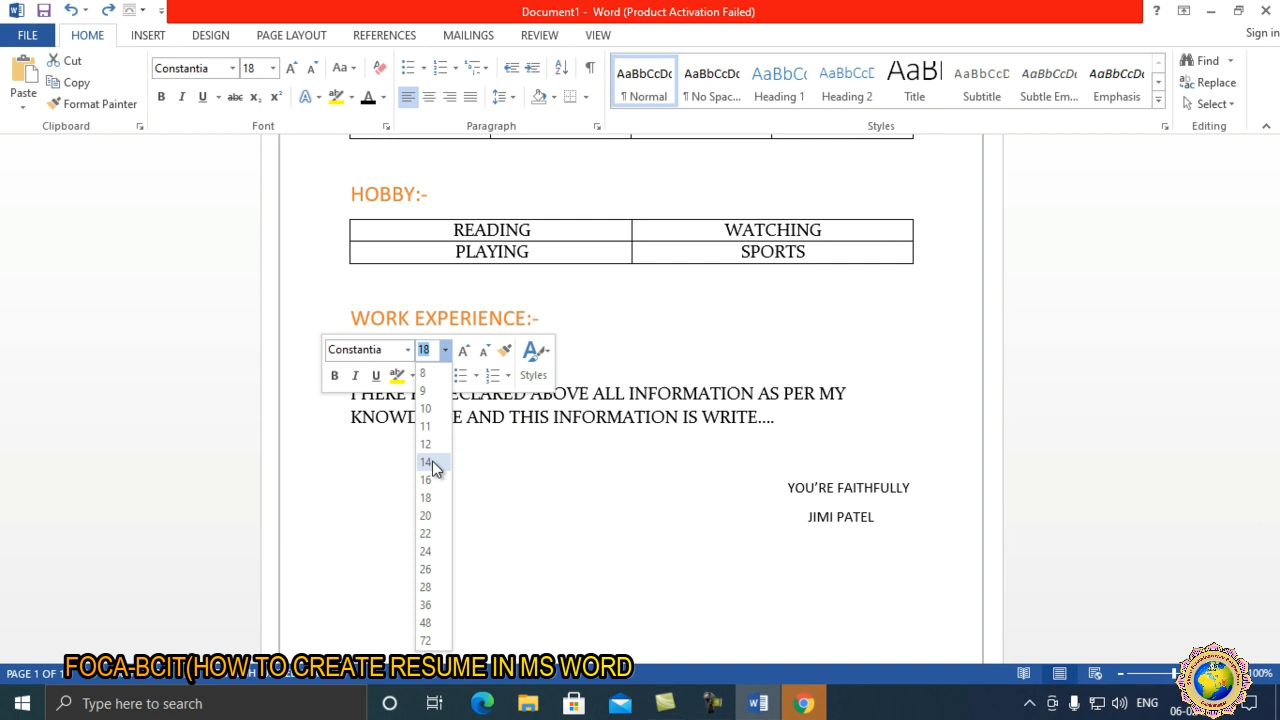 Document1 - Word (Product Activation Failed)
Sign in
FILE HOME INSERT DESIGN PAGE LAYOUT REFERENCES MAILINGS REVIEW VIEW
Cut
Copy
Format Painter
Paste
Clipboard
Constantia 18
Font
Paragraph
AaBbCcDc AaBbCcDc AaBbCc AaBbCcDc AaBl AaBbCcDc AaBbCcDc AaBbCcDc
¶ Normal ¶ No Spac... Heading 1 Heading 2 Title Subtitle Subtle Em... Emphasis
Styles
Find
Replace
Select
Editing
HOBBY:-
READING WATCHING
PLAYING SPORTS
WORK EXPERIENCE:-
Constantia 18
B I U Styles
8
9
10
11
12
14
16
18
20
22
24
26
28
36
48
72
I HERE DECLARED ABOVE ALL INFORMATION AS PER MY
AND THIS INFORMATION IS WRITE....
YOU'RE FAITHFULLY
JIMI PATEL
FOCA-BCIT(HOW TO CREATE RESUME IN MS WORD
PAGE 1 OF 1
100%
Type here to search
ENG